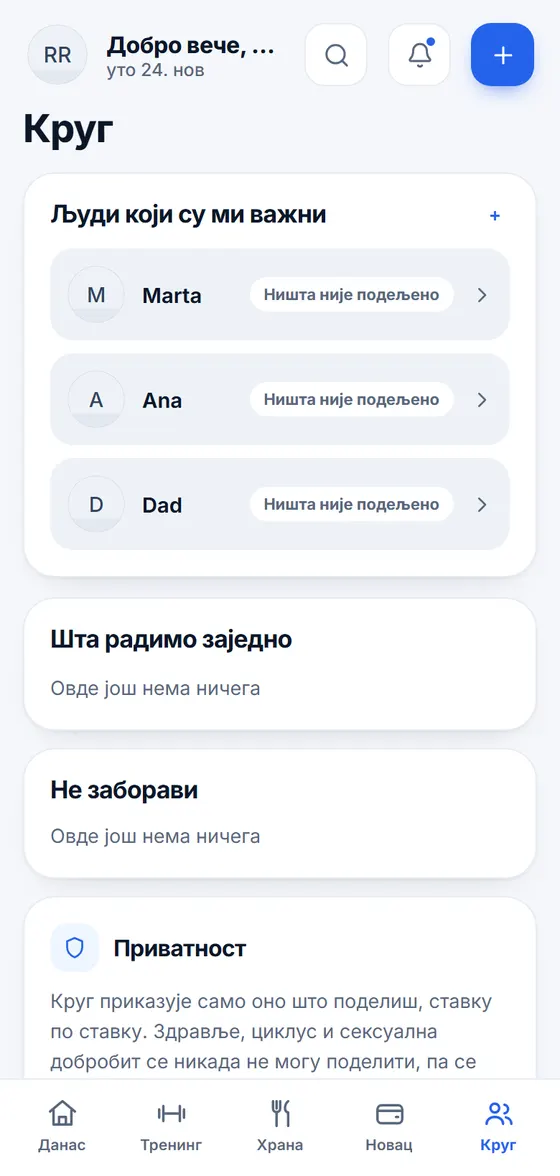 RR
Добро вече, ...
уто 24. нов
Круг
Људи који су ми важни
+
M
Marta
Ништа није подељено
A
Ana
Ништа није подељено
D
Dad
Ништа није подељено
Шта радимо заједно
Овде још нема ничега
Не заборави
Овде још нема ничега
Приватност
Круг приказује само оно што поделиш, ставку
по ставку. Здравље, циклус и сексуална
добробит се никада не могу поделити, па се
Данас
Тренинг
Храна
Новац
Круг